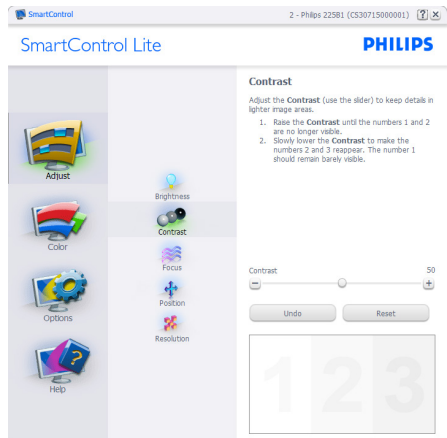 SmartControl
2 - Philips 225B1 (CS30715000001)
SmartControl Lite
PHILIPS
Adjust
Color
Options
Help
Brightness
Contrast
Focus
Position
Resolution
Contrast
Adjust the Contrast (use the slider) to keep details in
lighter image areas.
1. Raise the Contrast until the numbers 1 and 2
are no longer visible.
2. Slowly lower the Contrast to make the
numbers 2 and 3 reappear. The number 1
should remain barely visible.
Contrast 50
Undo Reset
1 2 3